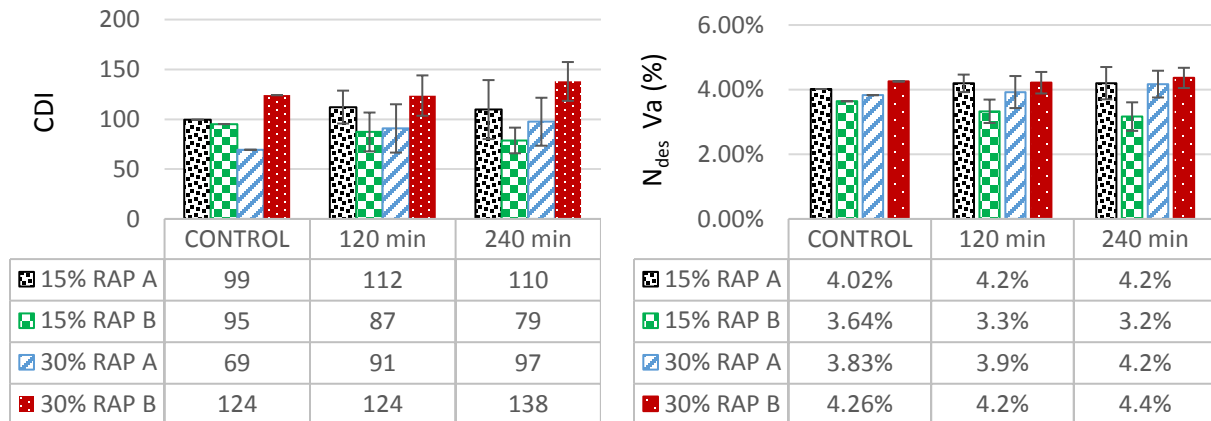 CDI
200
150
100
50
0
CONTROL 120 min 240 min
15% RAP A 99 112 110
15% RAP B 95 87 79
30% RAP A 69 91 97
30% RAP B 124 124 138
Ndes Va (%)
6.00%
4.00%
2.00%
0.00%
CONTROL 120 min 240 min
15% RAP A 4.02% 4.2% 4.2%
15% RAP B 3.64% 3.3% 3.2%
30% RAP A 3.83% 3.9% 4.2%
30% RAP B 4.26% 4.2% 4.4%